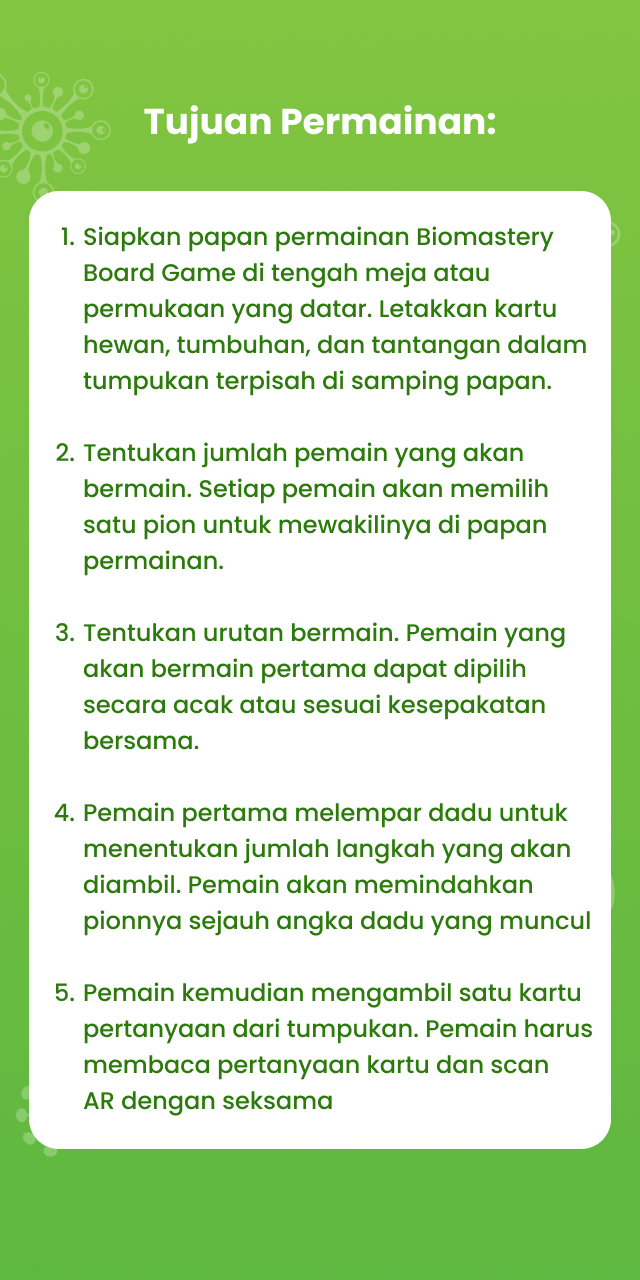 Tujuan Permainan:
1. Siapkan papan permainan Biomastery
Board Game di tengah meja atau
permukaan yang datar. Letakkan kartu
hewan, tumbuhan, dan tantangan dalam
tumpukan terpisah di samping papan.
2. Tentukan jumlah pemain yang akan
bermain. Setiap pemain akan memilih
satu pion untuk mewakilinya di papan
permainan.
3. Tentukan urutan bermain. Pemain yang
akan bermain pertama dapat dipilih
secara acak atau sesuai kesepakatan
bersama.
4. Pemain pertama melempar dadu untuk
menentukan jumlah langkah yang akan
diambil. Pemain akan memindahkan
pionnya sejauh angka dadu yang muncul
5. Pemain kemudian mengambil satu kartu
pertanyaan dari tumpukan. Pemain harus
membaca pertanyaan kartu dan scan
AR dengan seksama